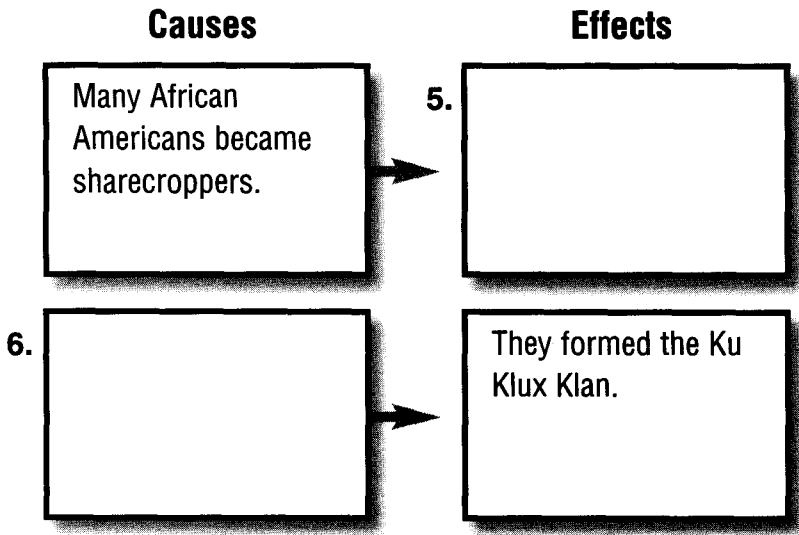 Causes
Effects
Many African
Americans became
sharecroppers.
5.
6.
They formed the Ku
Klux Klan.